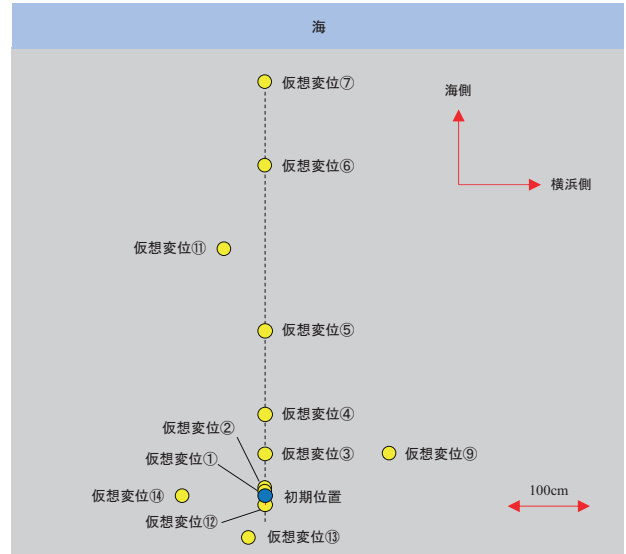 海
仮想変位⑦
海側
仮想変位⑥
横浜側
仮想変位⑪
仮想変位⑤
仮想変位④
仮想変位②
仮想変位③
仮想変位⑨
仮想変位①
仮想変位⑭
初期位置
100cm
仮想変位⑫
仮想変位⑬